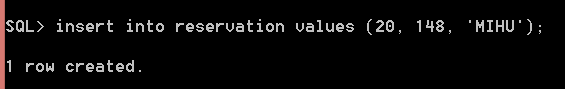 SQL> insert into reservation values (20, 148, 'MIHU');
1 row created.